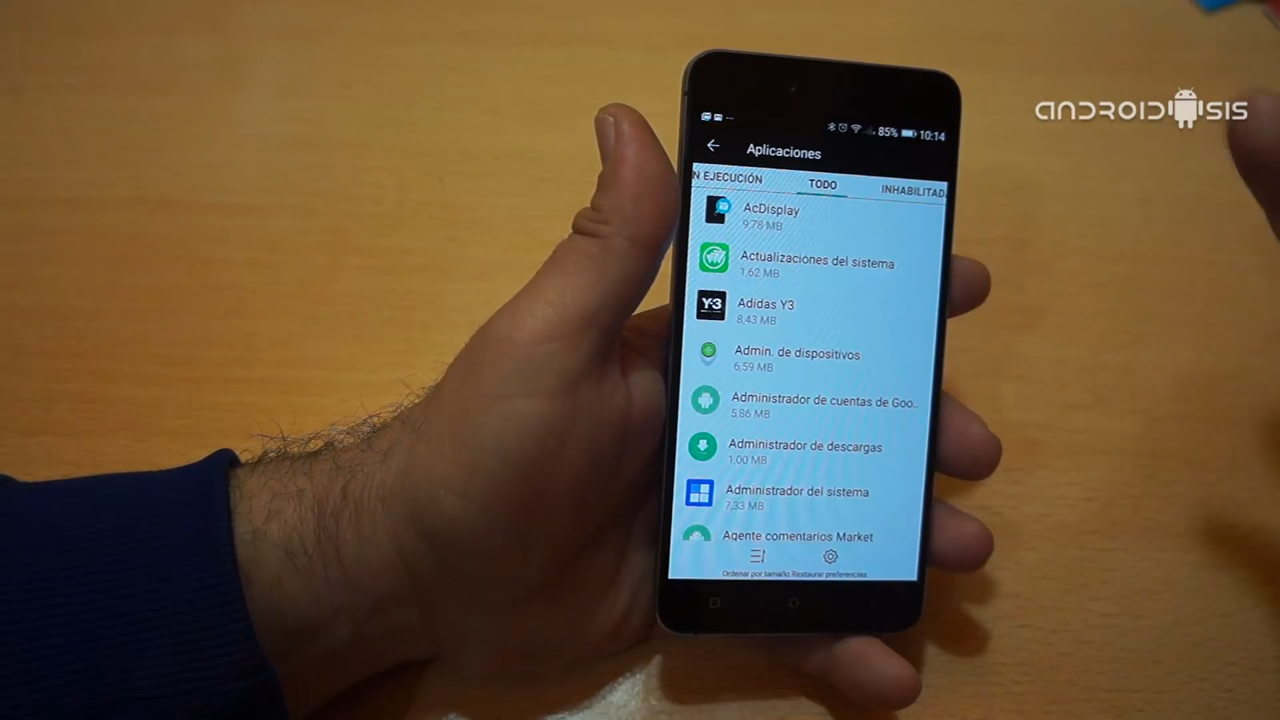 ANDROIDSIS
85% 10:14
Aplicaciones
N EJECUCIÓN TODO INHABILITAD
AcDisplay
9,78 MB
Actualizaciones del sistema
1,62 MB
Y-3
Adidas Y3
8,43 MB
Admin. de dispositivos
6,59 MB
Administrador de cuentas de Goo..
5,86 MB
Administrador de descargas
1,00 MB
Administrador del sistema
7,33 MB
Agente comentarios Market
Ordenar por tamaño Restaurar preferencias